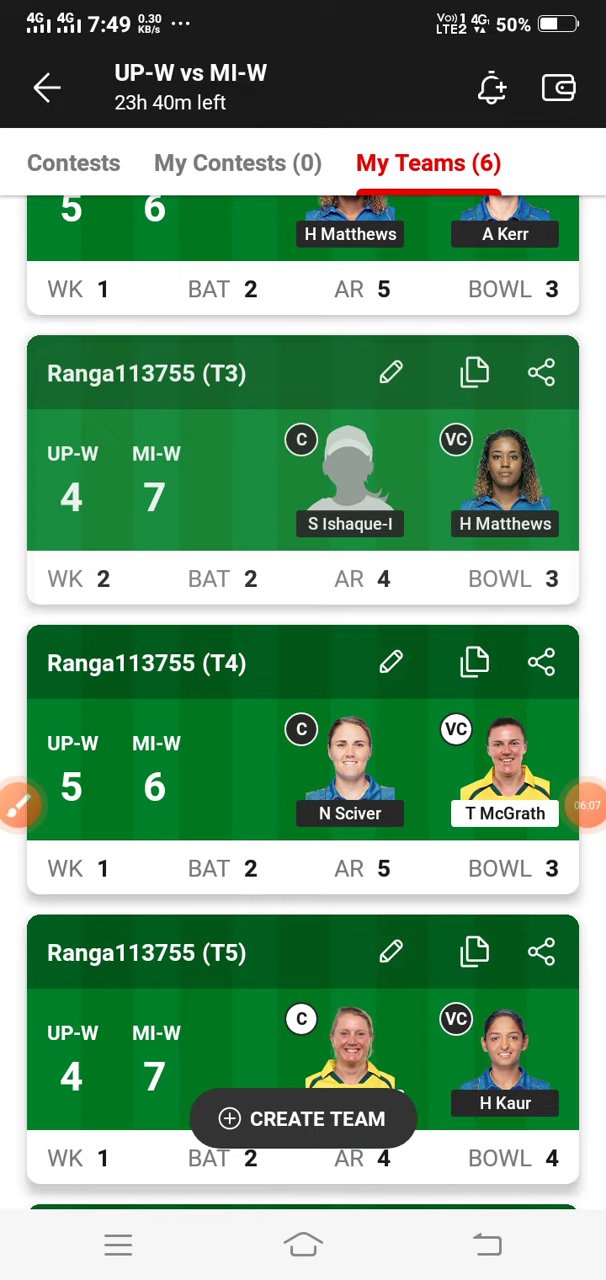 4G 4G 7:49 0.30 KB/s ... Vo) 1 LTE2 4G 50%
UP-W vs MI-W
23h 40m left
Contests My Contests (0) My Teams (6)
5 6 H Matthews A Kerr
WK 1 BAT 2 AR 5 BOWL 3
Ranga113755 (T3)
C VC
UP-W MI-W
4 7
S Ishaque-I H Matthews
WK 2 BAT 2 AR 4 BOWL 3
Ranga113755 (T4)
C VC
UP-W MI-W
5 6
N Sciver T McGrath
06:07
WK 1 BAT 2 AR 5 BOWL 3
Ranga113755 (T5)
C VC
UP-W MI-W
4 7
H Kaur
CREATE TEAM
WK 1 BAT 2 AR 4 BOWL 4